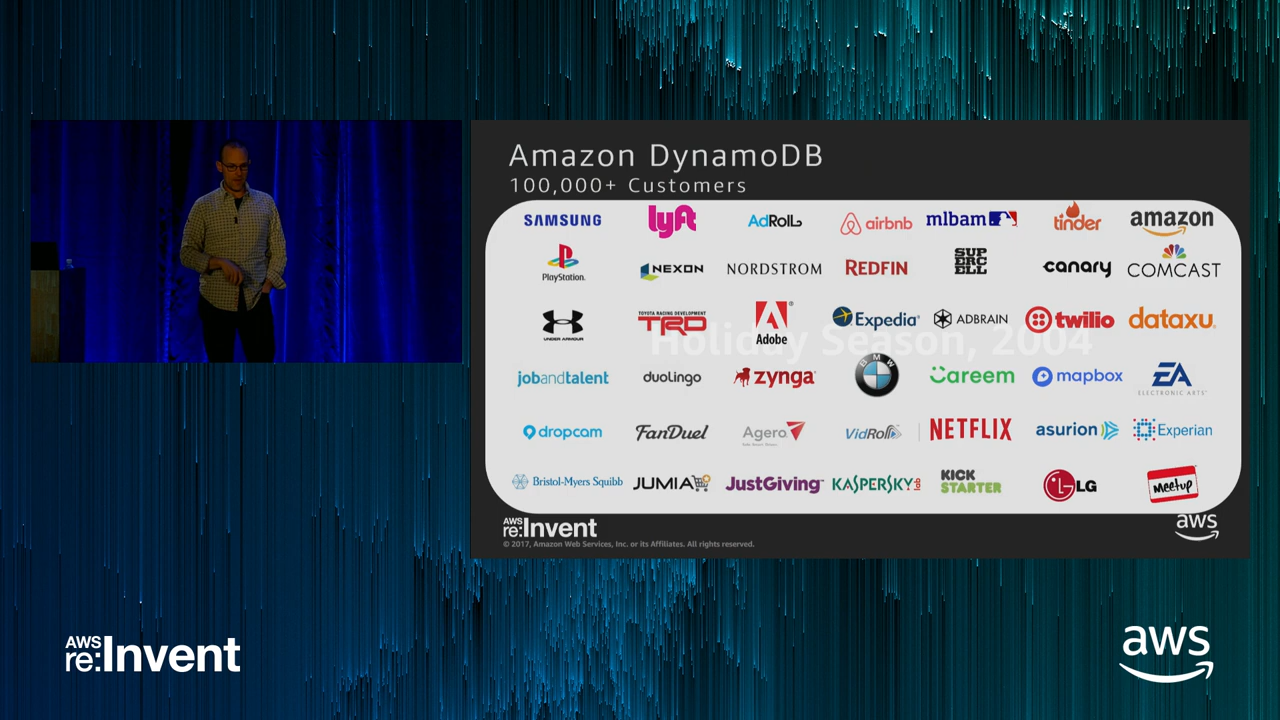 Amazon DynamoDB
100,000+ Customers
SAMSUNG lyft AdRoll airbnb mlbam tinder amazon
PlayStation. NEXON NORDSTROM REDFIN SUPERCELL canary COMCAST
UNDER ARMOUR TOYOTA RACING DEVELOPMENT TRD Adobe Expedia ADBRAIN twilio dataxu
Holiday Season, 2004
jobandtalent duolingo zynga BMW Careem mapbox EA ELECTRONIC ARTS
dropcam FanDuel Agero VidRoll NETFLIX asurion Experian
Bristol-Myers Squibb JUMIA JustGiving KASPERSKY lab KICK STARTER LG Meetup
AWS re:Invent
aws
© 2017, Amazon Web Services, Inc. or its Affiliates. All rights reserved.
AWS re:Invent
aws